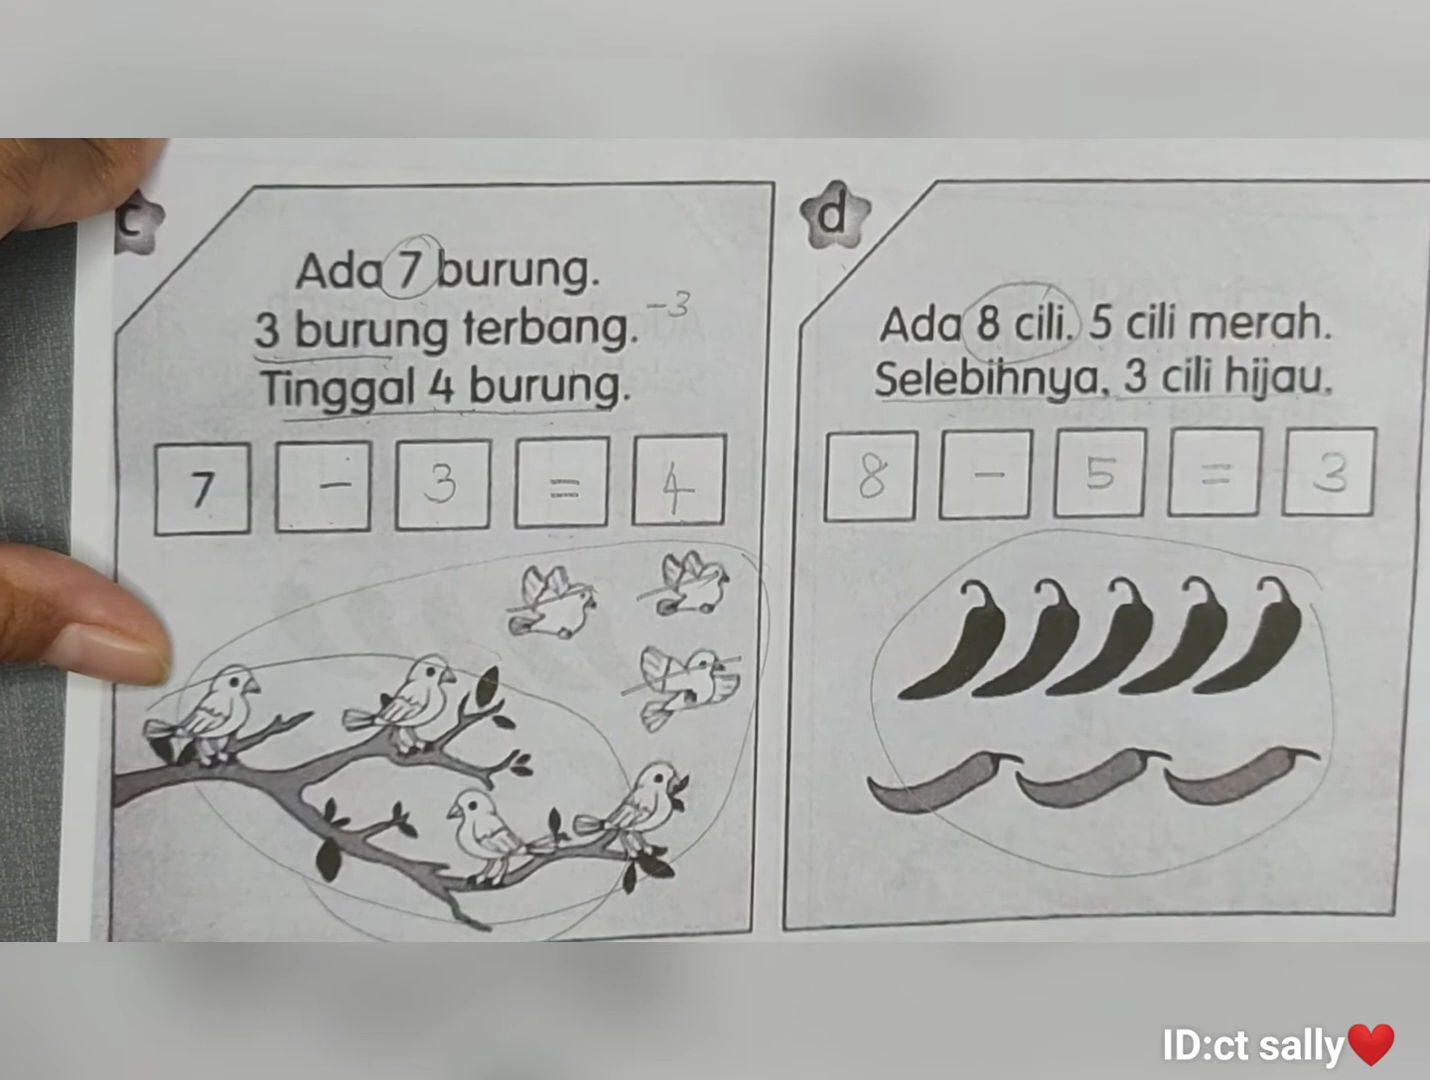 c
Ada 7 burung.
3 burung terbang. -3
Tinggal 4 burung.
7 - 3 = 4
d
Ada 8 cili. 5 cili merah.
Selebihnya, 3 cili hijau.
8 - 5 = 3
ID:ct sally❤️